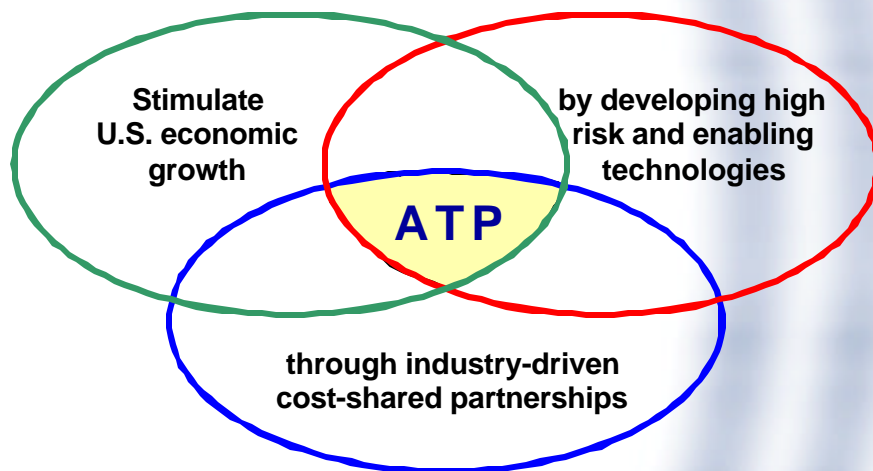 Stimulate
U.S. economic
growth
by developing high
risk and enabling
technologies
ATP
through industry-driven
cost-shared partnerships